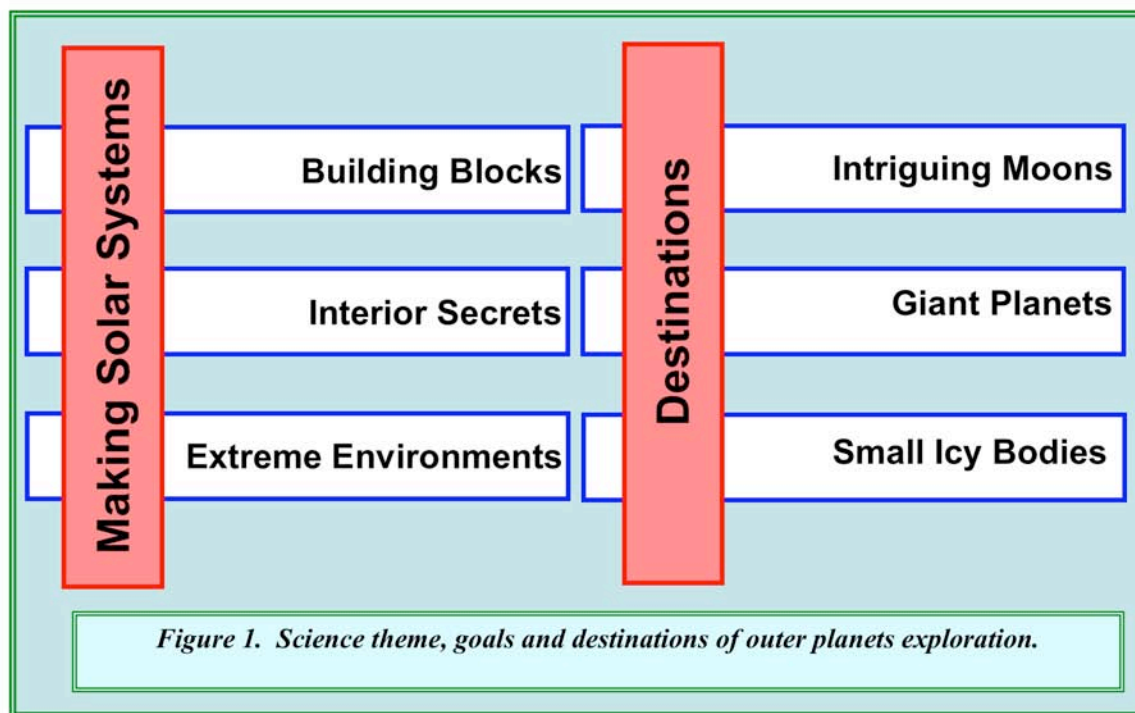 Making Solar Systems
Building Blocks
Interior Secrets
Extreme Environments
Destinations
Intriguing Moons
Giant Planets
Small Icy Bodies
Figure 1. Science theme, goals and destinations of outer planets exploration.